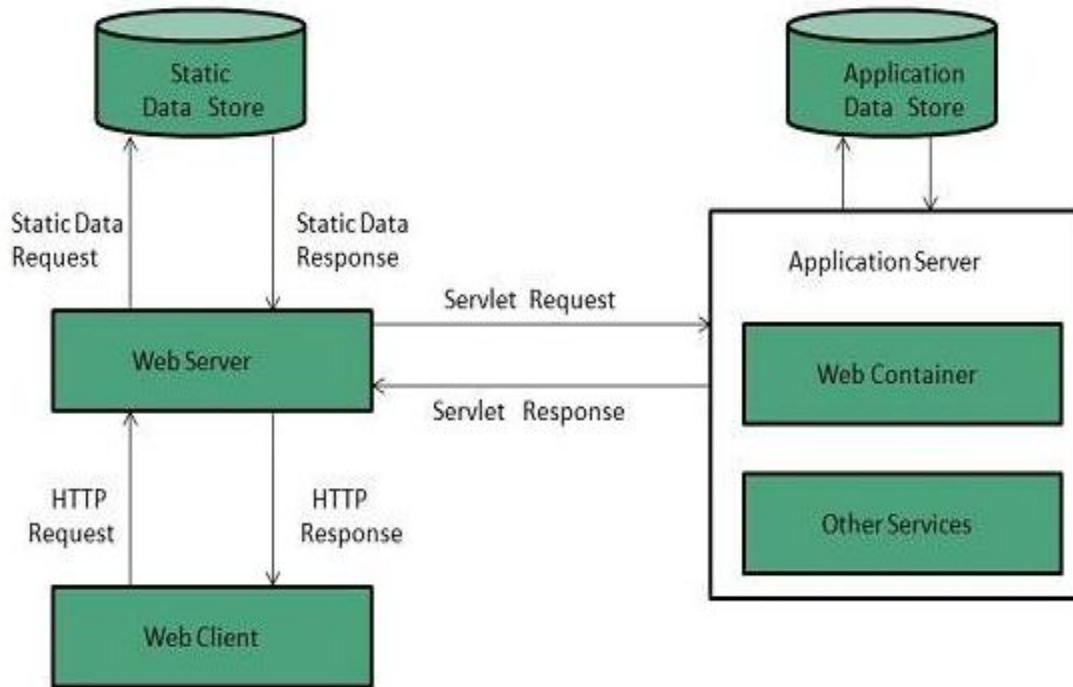 Static
Data Store
Application
Data Store
Static Data
Request
Static Data
Response
Application Server
Servlet Request
Web Server
Web Container
Servlet Response
HTTP
Request
HTTP
Response
Other Services
Web Client